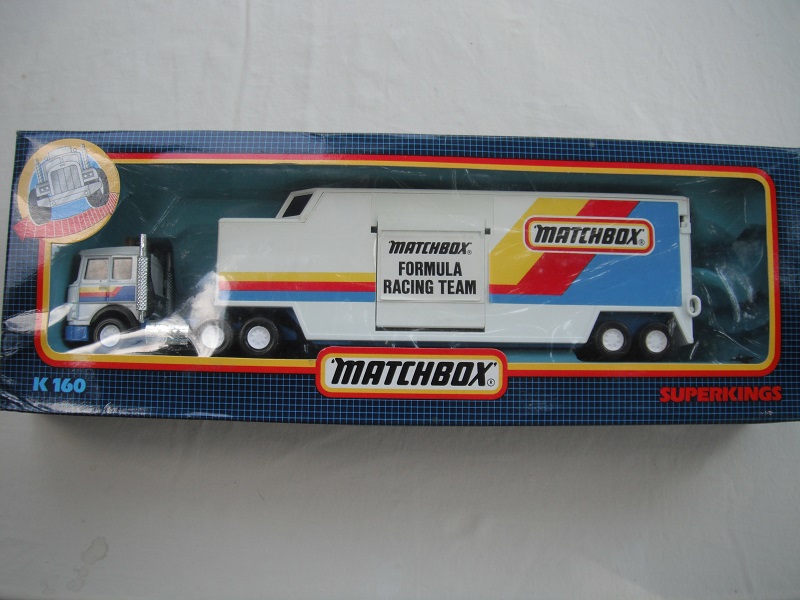 MATCHBOX®
FORMULA
RACING TEAM
MATCHBOX®
K 160
MATCHBOX®
SUPERKINGS